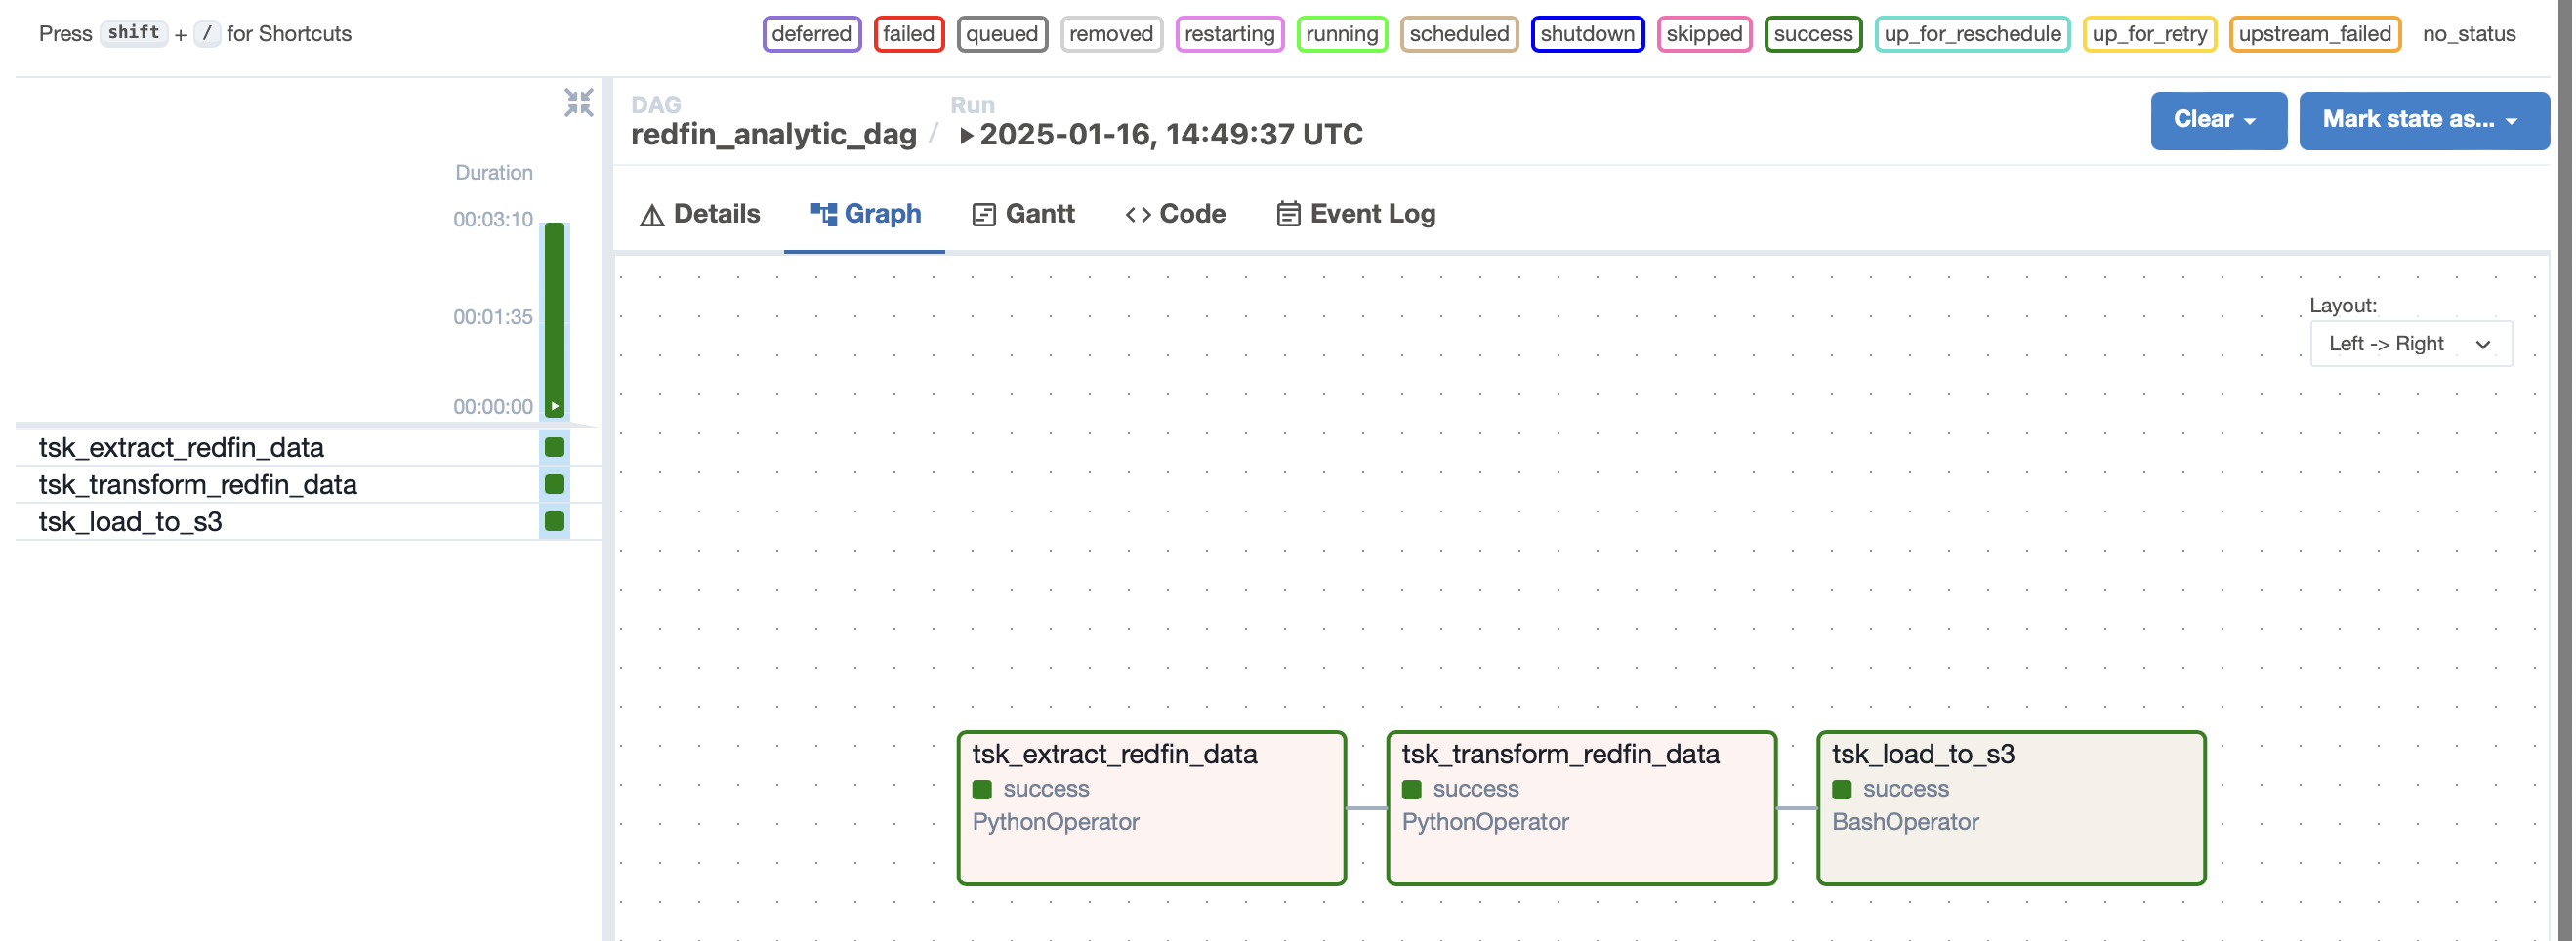 Press shift + / for Shortcuts
deferred failed queued removed restarting running scheduled shutdown skipped success up_for_reschedule up_for_retry upstream_failed no_status
DAG
redfin_analytic_dag /
Run
2025-01-16, 14:49:37 UTC
Clear
Mark state as...
Details
Graph
Gantt
Code
Event Log
Duration
00:03:10
00:01:35
00:00:00
tsk_extract_redfin_data
tsk_transform_redfin_data
tsk_load_to_s3
Layout:
Left -> Right
tsk_extract_redfin_data
success
PythonOperator
tsk_transform_redfin_data
success
PythonOperator
tsk_load_to_s3
success
BashOperator